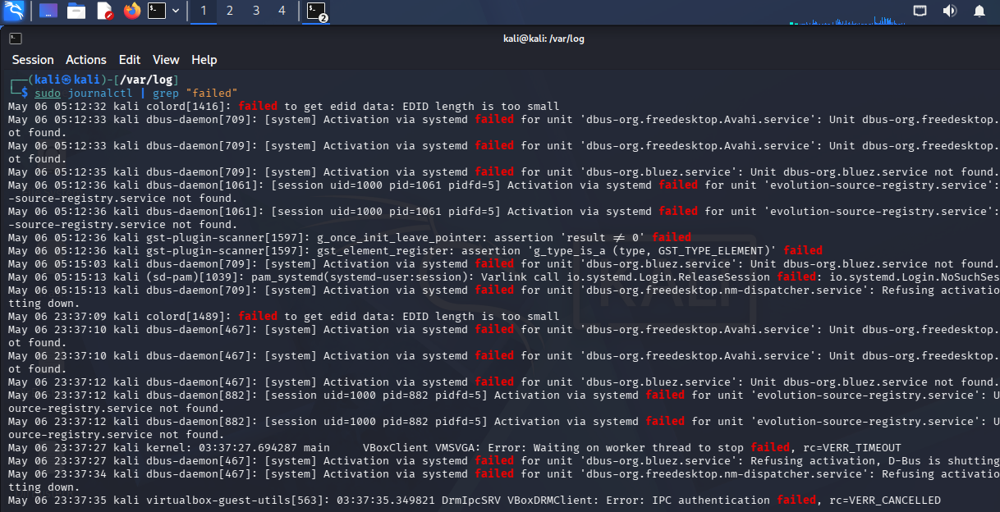 1 2 3 4
2
kali@kali: /var/log
Session Actions Edit View Help
┌──(kali㉿kali)-[/var/log]
└─$ sudo journalctl | grep "failed"
May 06 05:12:32 kali colord[1416]: failed to get edid data: EDID length is too small
May 06 05:12:33 kali dbus-daemon[709]: [system] Activation via systemd failed for unit 'dbus-org.freedesktop.Avahi.service': Unit dbus-org.freedesktop.
ot found.
May 06 05:12:33 kali dbus-daemon[709]: [system] Activation via systemd failed for unit 'dbus-org.freedesktop.Avahi.service': Unit dbus-org.freedesktop.
ot found.
May 06 05:12:35 kali dbus-daemon[709]: [system] Activation via systemd failed for unit 'dbus-org.bluez.service': Unit dbus-org.bluez.service not found.
May 06 05:12:36 kali dbus-daemon[1061]: [session uid=1000 pid=1061 pidfd=5] Activation via systemd failed for unit 'evolution-source-registry.service':
-source-registry.service not found.
May 06 05:12:36 kali dbus-daemon[1061]: [session uid=1000 pid=1061 pidfd=5] Activation via systemd failed for unit 'evolution-source-registry.service':
-source-registry.service not found.
May 06 05:12:36 kali gst-plugin-scanner[1597]: g_once_init_leave_pointer: assertion 'result != 0' failed
May 06 05:12:36 kali gst-plugin-scanner[1597]: gst_element_register: assertion 'g_type_is_a (type, GST_TYPE_ELEMENT)' failed
May 06 05:15:03 kali dbus-daemon[709]: [system] Activation via systemd failed for unit 'dbus-org.bluez.service': Unit dbus-org.bluez.service not found.
May 06 05:15:13 kali (sd-pam)[1039]: pam_systemd(systemd-user:session): Varlink call io.systemd.Login.ReleaseSession failed: io.systemd.Login.NoSuchSes
May 06 05:15:13 kali dbus-daemon[709]: [system] Activation via systemd failed for unit 'dbus-org.freedesktop.nm-dispatcher.service': Refusing activatio
tting down.
May 06 23:37:09 kali colord[1489]: failed to get edid data: EDID length is too small
May 06 23:37:10 kali dbus-daemon[467]: [system] Activation via systemd failed for unit 'dbus-org.freedesktop.Avahi.service': Unit dbus-org.freedesktop.
ot found.
May 06 23:37:10 kali dbus-daemon[467]: [system] Activation via systemd failed for unit 'dbus-org.freedesktop.Avahi.service': Unit dbus-org.freedesktop.
ot found.
May 06 23:37:12 kali dbus-daemon[467]: [system] Activation via systemd failed for unit 'dbus-org.bluez.service': Unit dbus-org.bluez.service not found.
May 06 23:37:12 kali dbus-daemon[882]: [session uid=1000 pid=882 pidfd=5] Activation via systemd failed for unit 'evolution-source-registry.service': U
ource-registry.service not found.
May 06 23:37:12 kali dbus-daemon[882]: [session uid=1000 pid=882 pidfd=5] Activation via systemd failed for unit 'evolution-source-registry.service': U
ource-registry.service not found.
May 06 23:37:27 kali kernel: 03:37:27.694287 main     VBoxClient VMSVGA: Error: Waiting on worker thread to stop failed, rc=VERR_TIMEOUT
May 06 23:37:27 kali dbus-daemon[467]: [system] Activation via systemd failed for unit 'dbus-org.bluez.service': Refusing activation, D-Bus is shutting
May 06 23:37:34 kali dbus-daemon[467]: [system] Activation via systemd failed for unit 'dbus-org.freedesktop.nm-dispatcher.service': Refusing activatio
tting down.
May 06 23:37:35 kali virtualbox-guest-utils[563]: 03:37:35.349821 DrmIpcSRV VBoxDRMClient: Error: IPC authentication failed, rc=VERR_CANCELLED
KALI